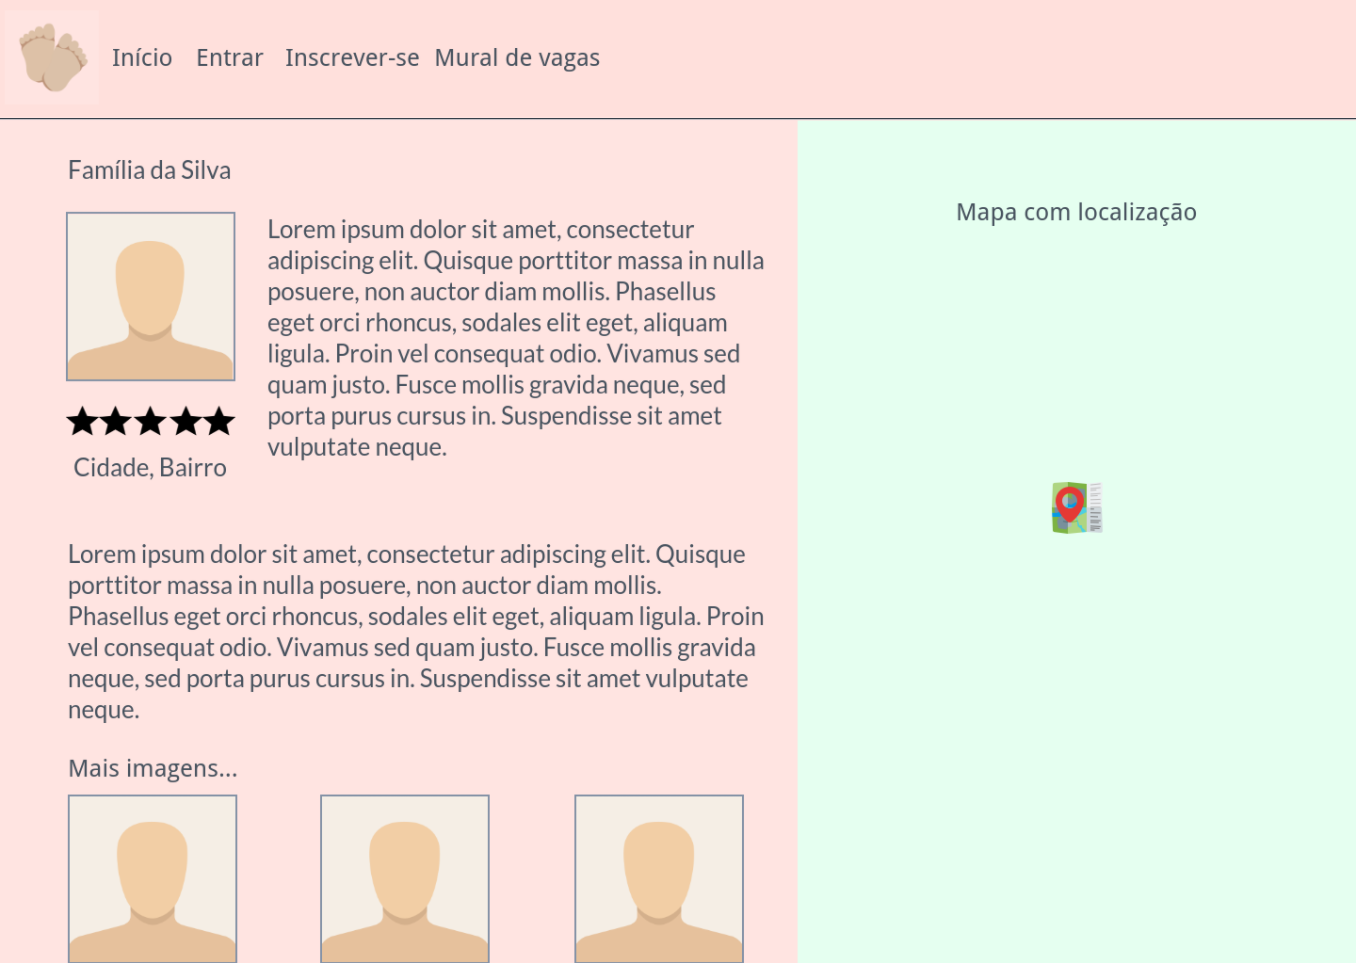 Início Entrar Inscrever-se Mural de vagas
Família da Silva
Lorem ipsum dolor sit amet, consectetur
adipiscing elit. Quisque porttitor massa in nulla
posuere, non auctor diam mollis. Phasellus
eget orci rhoncus, sodales elit eget, aliquam
ligula. Proin vel consequat odio. Vivamus sed
quam justo. Fusce mollis gravida neque, sed
porta purus cursus in. Suspendisse sit amet
vulputate neque.
Cidade, Bairro
Lorem ipsum dolor sit amet, consectetur adipiscing elit. Quisque
porttitor massa in nulla posuere, non auctor diam mollis.
Phasellus eget orci rhoncus, sodales elit eget, aliquam ligula. Proin
vel consequat odio. Vivamus sed quam justo. Fusce mollis gravida
neque, sed porta purus cursus in. Suspendisse sit amet vulputate
neque.
Mais imagens...
Mapa com localização